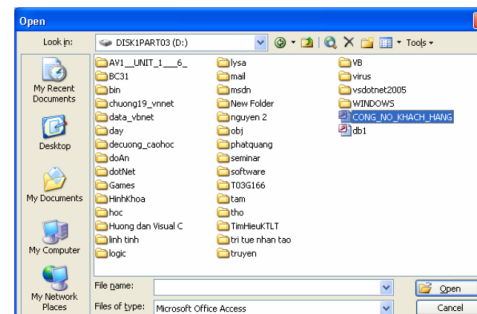 Open
Look in: DISK1PART03 (D:) Tools
AV1__UNIT_1___6_
BC31
bin
chuong19_vnnet
data_vbnet
day
decuong_caohoc
doAn
dotNet
Games
HinhKhoa
hoc
Huong dan Visual C
linh tinh
logic
lysa
mail
msdn
New Folder
nguyen 2
obj
phatquang
seminar
software
T03G166
tam
tho
TimHieuKTLT
tri tue nhan tao
truyen
VB
virus
vsdotnet2005
WINDOWS
CONG_NO_KHACH_HANG
db1
My Recent
Documents
Desktop
My Documents
My Computer
My Network
Places
File name:
Open
Files of type: Microsoft Office Access
Cancel